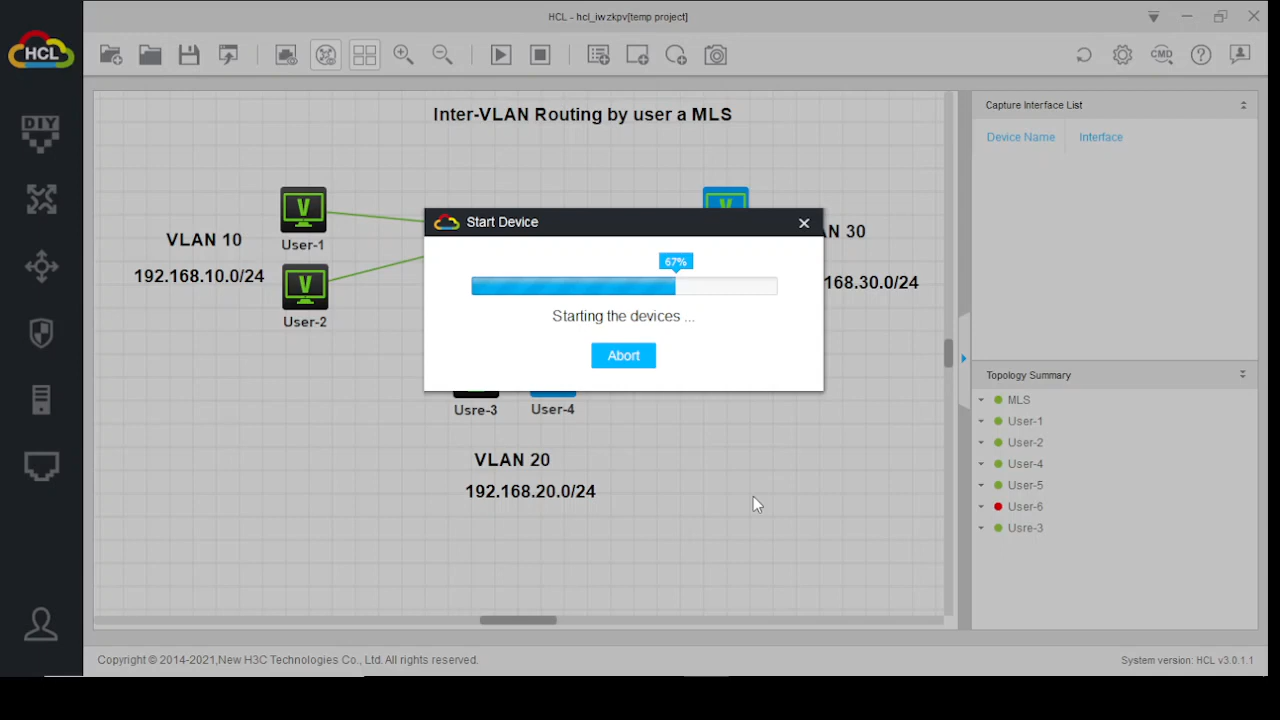 HCL
HCL - hcl_iwzkpv[temp project]
DIY
CMD
Inter-VLAN Routing by user a MLS
Capture Interface List
Device Name Interface
V
User-1
V
User-2
VLAN 10
192.168.10.0/24
V
N 30
168.30.0/24
Start Device
67%
Starting the devices ...
Abort
Usre-3
User-4
VLAN 20
192.168.20.0/24
Topology Summary
MLS
User-1
User-2
User-4
User-5
User-6
Usre-3
Copyright © 2014-2021,New H3C Technologies Co., Ltd. All rights reserved.
System version: HCL v3.0.1.1